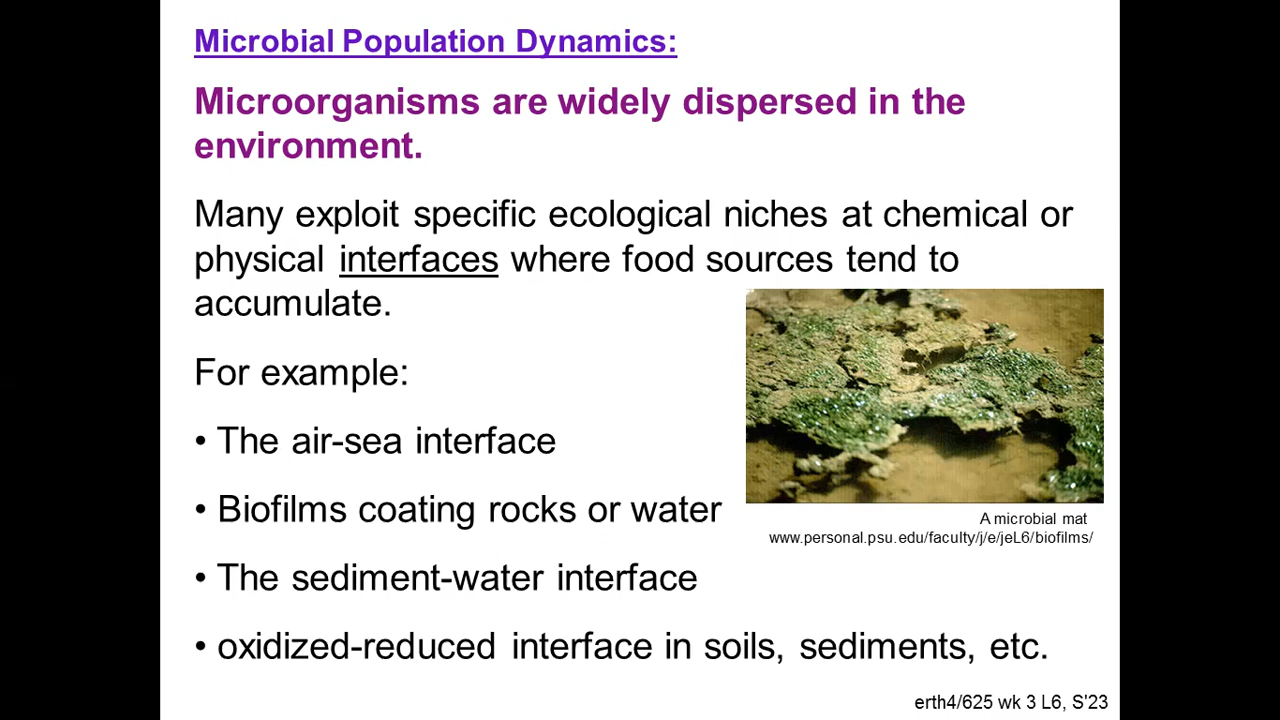 Microbial Population Dynamics:
Microorganisms are widely dispersed in the
environment.
Many exploit specific ecological niches at chemical or
physical interfaces where food sources tend to
accumulate.
For example:
• The air-sea interface
• Biofilms coating rocks or water
• The sediment-water interface
• oxidized-reduced interface in soils, sediments, etc.
A microbial mat
www.personal.psu.edu/faculty/j/e/jeL6/biofilms/
erth4/625 wk 3 L6, S'23